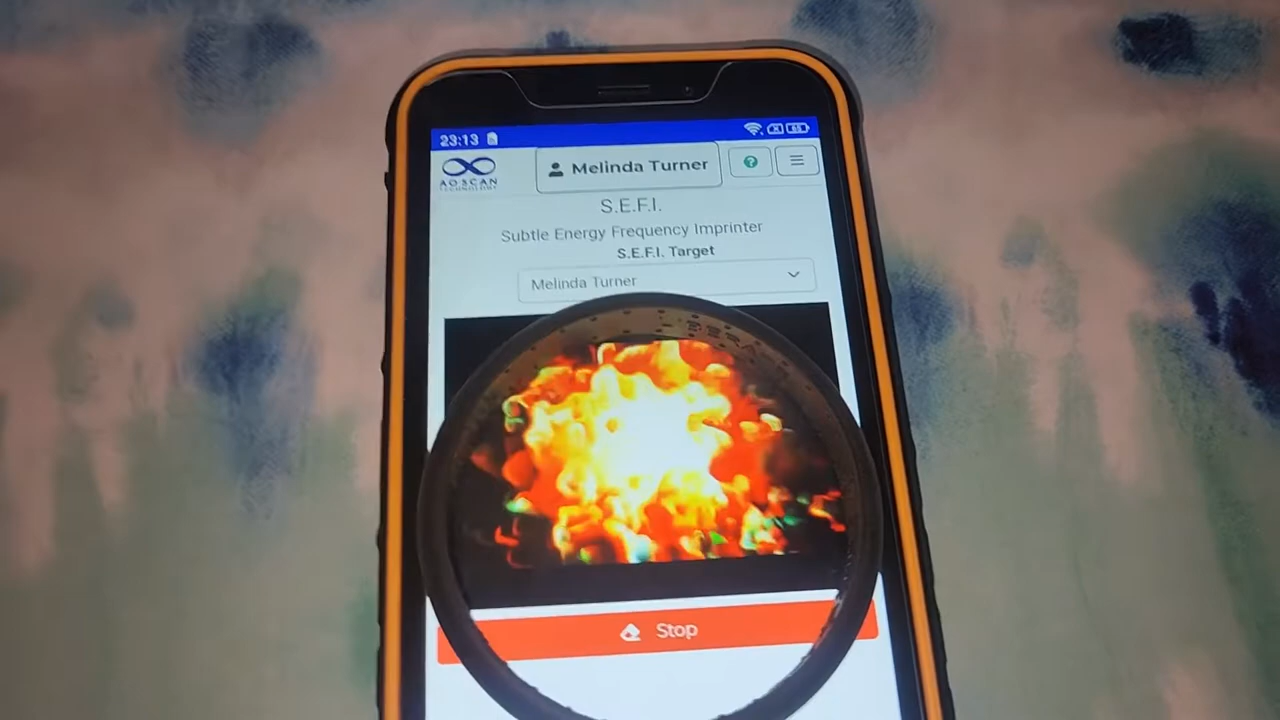 23:13
Melinda Turner
?
AO SCAN
TECHNOLOGY
S.E.F.I.
Subtle Energy Frequency Imprinter
S.E.F.I. Target
Melinda Turner
Stop